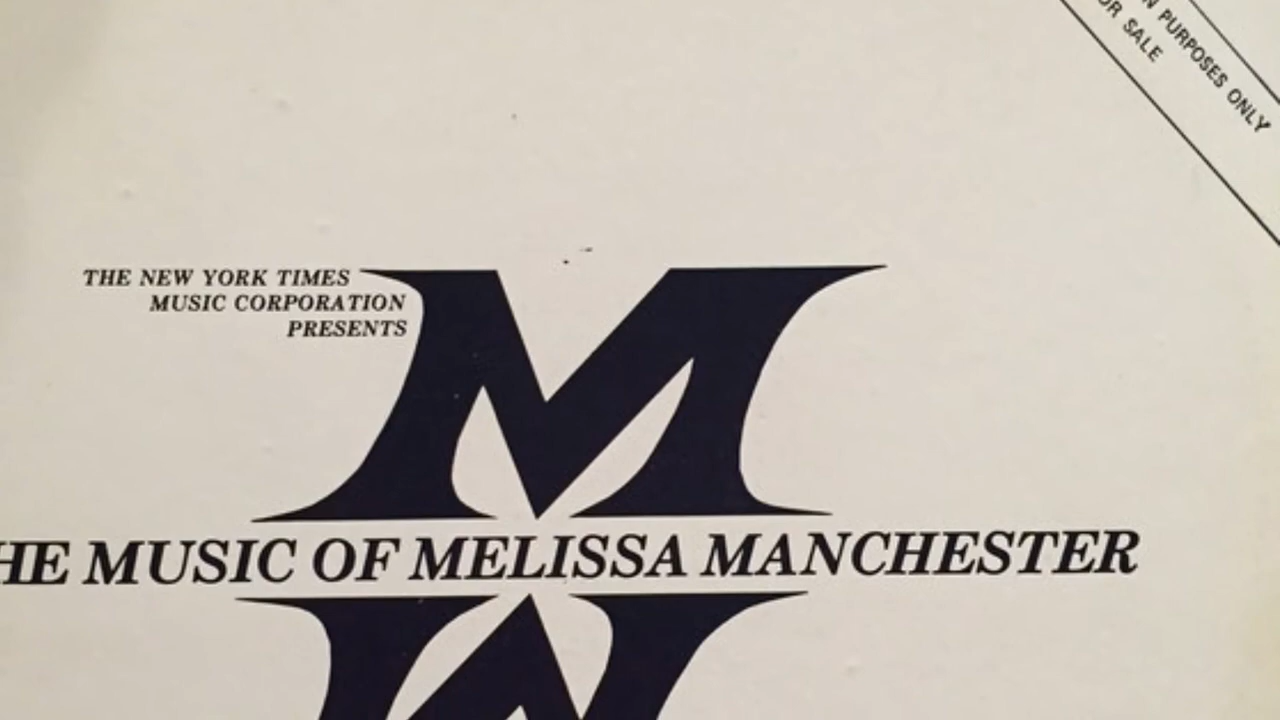 PURPOSES ONLY
SALE
THE NEW YORK TIMES
MUSIC CORPORATION
PRESENTS
M
HE MUSIC OF MELISSA MANCHESTER